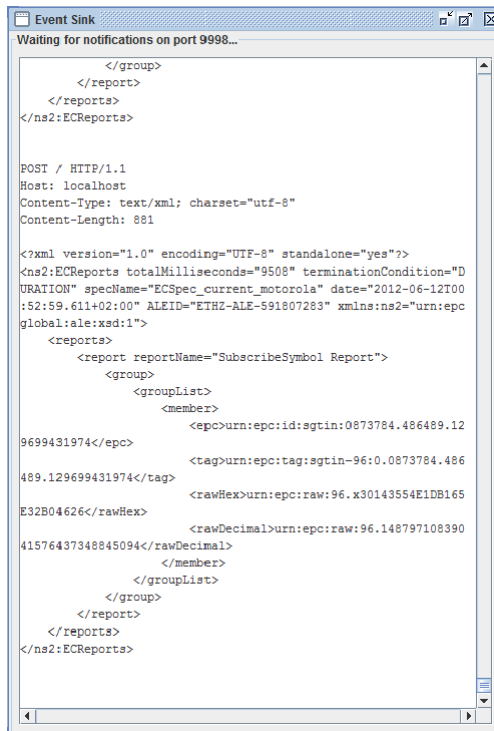 Event Sink
Waiting for notifications on port 9998...
</group>
</report>
</reports>
</ns2:ECReports>
POST / HTTP/1.1
Host: localhost
Content-Type: text/xml; charset="utf-8"
Content-Length: 881
<?xml version="1.0" encoding="UTF-8" standalone="yes"?>
<ns2:ECReports totalMilliseconds="9508" terminationCondition="D
URATION" specName="ECSpec_current_motorola" date="2012-06-12T00
:52:59.611+02:00" ALEID="ETHZ-ALE-591807283" xmlns:ns2="urn:epc
global:ale:xsd:1">
<reports>
<report reportName="SubscribeSymbol Report">
<group>
<groupList>
<member>
<epc>urn:epc:id:sgtin:0873784.486489.12
9699431974</epc>
<tag>urn:epc:tag:sgtin-96:0.0873784.486
489.129699431974</tag>
<rawHex>urn:epc:raw:96.x30143554E1DB165
E32B04626</rawHex>
<rawDecimal>urn:epc:raw:96.148797108390
41576437348845094</rawDecimal>
</member>
</groupList>
</group>
</report>
</reports>
</ns2:ECReports>